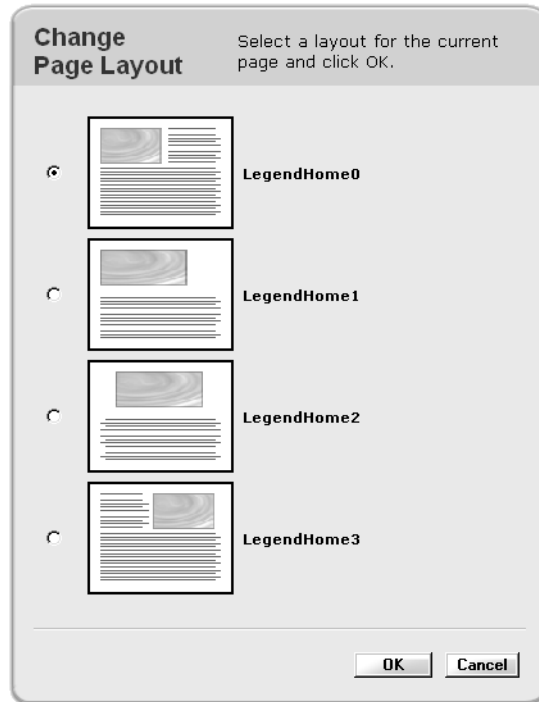 Change
Page Layout
Select a layout for the current
page and click OK.
LegendHome0
LegendHome1
LegendHome2
LegendHome3
OK
Cancel